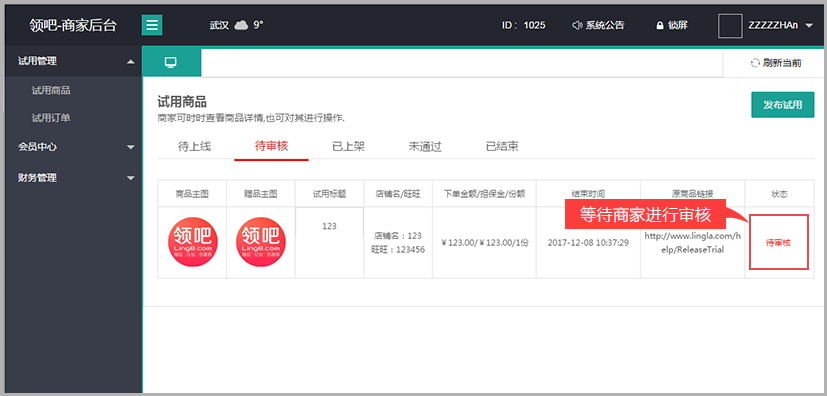 领吧-商家后台
武汉 9°
ID : 1025
系统公告
锁屏
ZZZZZHAn
试用管理
试用商品
试用订单
会员中心
财务管理
刷新当前
试用商品
商家可时时查看商品详情,也可对其进行操作.
发布试用
待上线
待审核
已上架
未通过
已结束
商品主图
赠品主图
试用标题
店铺名/旺旺
下单金额/担保金/份额
结束时间
原商品链接
状态
等待商家进行审核
领吧
Ling8.com
领吧
Ling8.com
123
店铺名：123
旺旺：123456
￥123.00/￥123.00/1份
2017-12-08 10:37:29
http://www.lingla.com/h
elp/ReleaseTrial
待审核